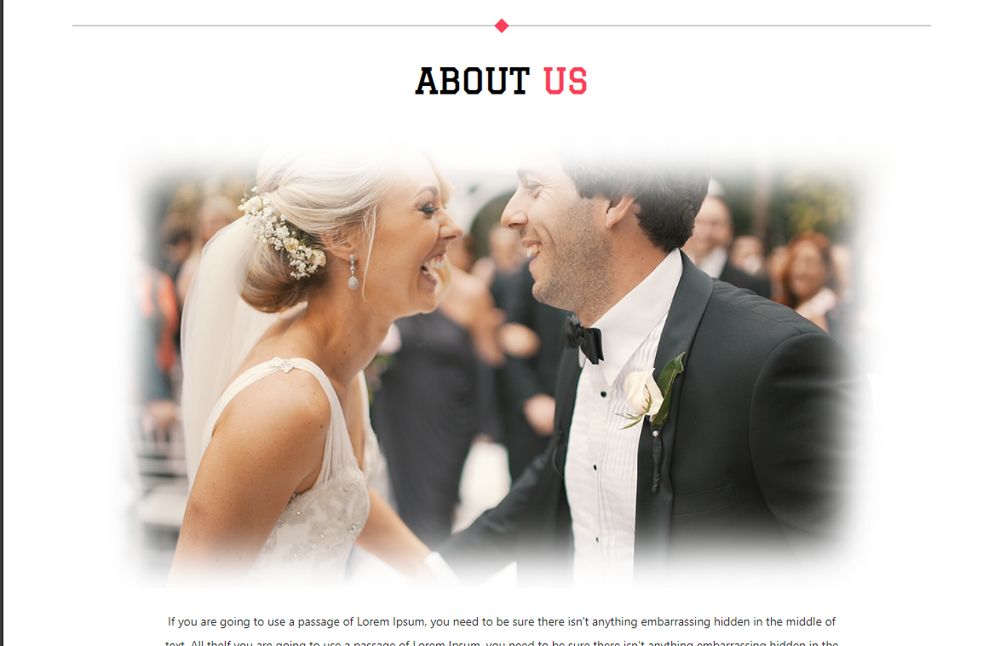 ABOUT US
If you are going to use a passage of Lorem Ipsum, you need to be sure there isn't anything embarrassing hidden in the middle of
text. All theIf you are going to use a passage of Lorem Ipsum, you need to be sure there isn't anything embarrassing hidden in the